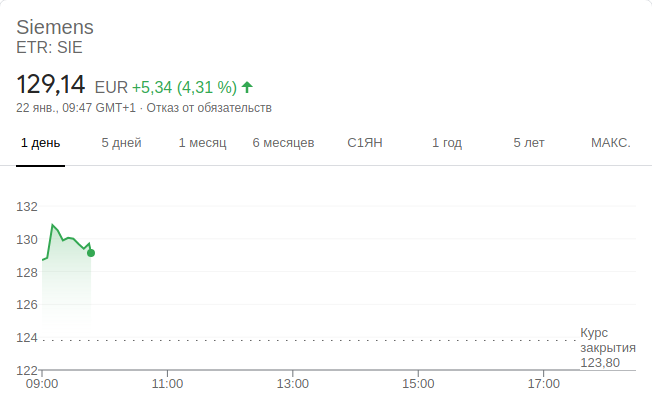 Siemens
ETR: SIE
129,14 EUR +5,34 (4,31 %)
22 янв., 09:47 GMT+1 · Отказ от обязательств
1 день 5 дней 1 месяц 6 месяцев С1ЯН 1 год 5 лет МАКС.
132
130
128
126
124
Курс
закрытия
123,80
122
09:00 11:00 13:00 15:00 17:00